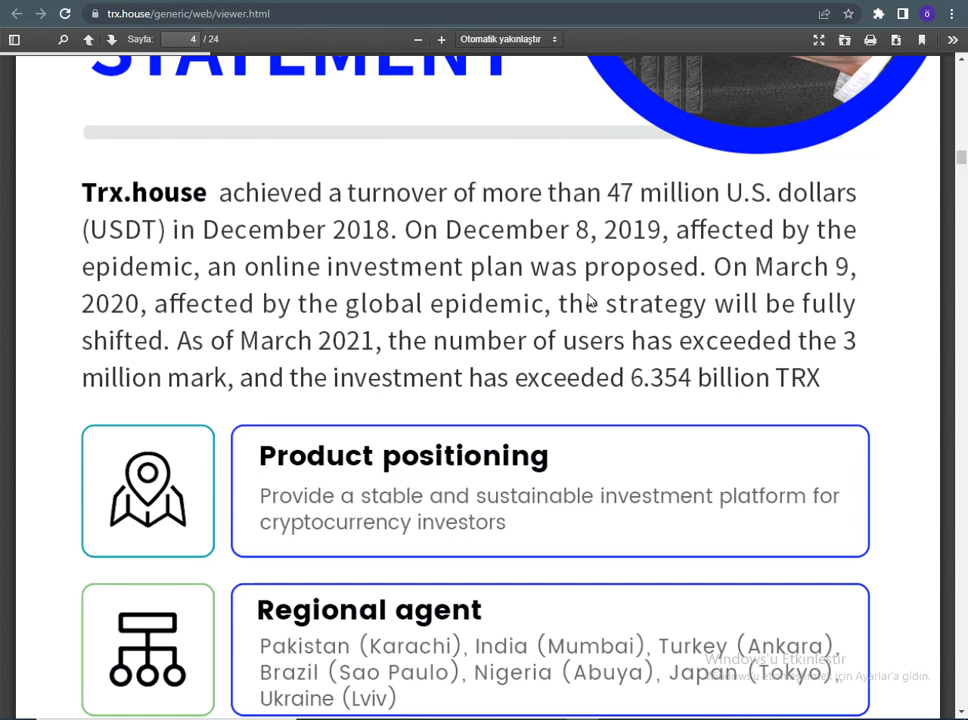 trx.house/generic/web/viewer.html
ö
Sayfa: 4 / 24
Otomatik yakınlaştır
STATEMENT
Trx.house achieved a turnover of more than 47 million U.S. dollars
(USDT) in December 2018. On December 8, 2019, affected by the
epidemic, an online investment plan was proposed. On March 9,
2020, affected by the global epidemic, the strategy will be fully
shifted. As of March 2021, the number of users has exceeded the 3
million mark, and the investment has exceeded 6.354 billion TRX
Product positioning
Provide a stable and sustainable investment platform for
cryptocurrency investors
Regional agent
Pakistan (Karachi), India (Mumbai), Turkey (Ankara),
Brazil (Sao Paulo), Nigeria (Abuya), Japan (Tokyo),
Ukraine (Lviv)
Windows'u Etkinleştir
Windows'u etkinleştirmek için Ayarlar'a gidin.